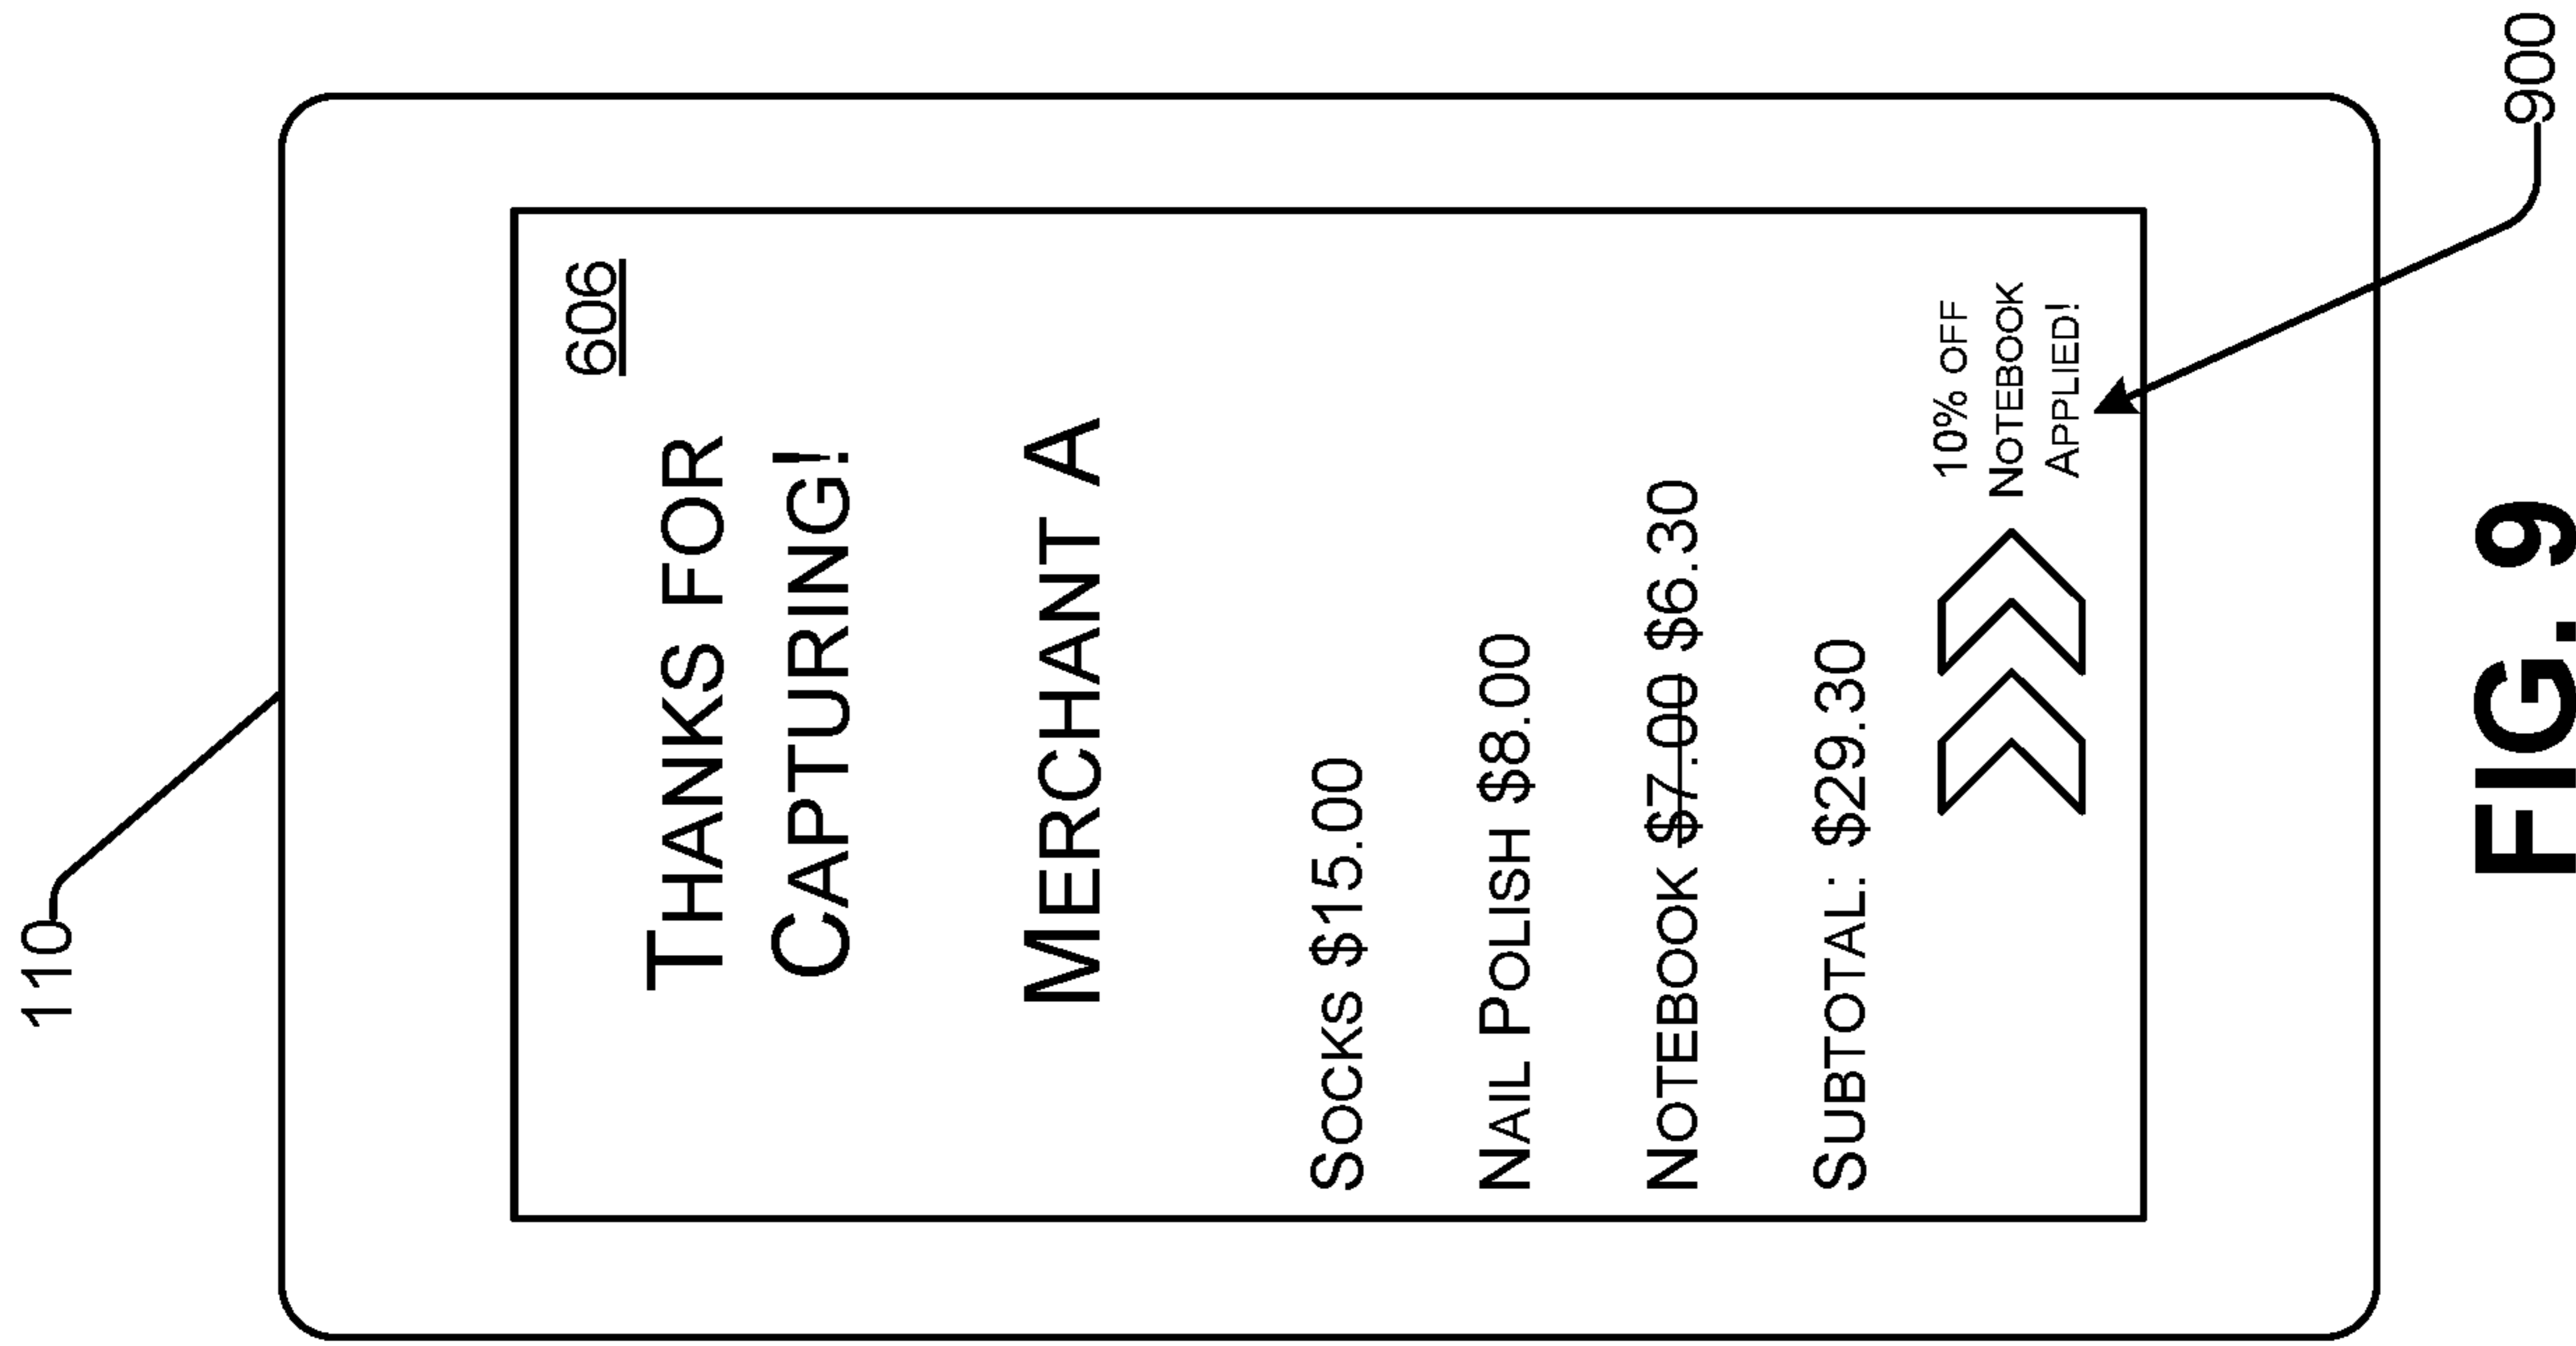 110
606
THANKS FOR
CAPTURING!
MERCHANT A
SOCKS $15.00
NAIL POLISH $8.00
NOTEBOOK $7.00 $6.30
SUBTOTAL: $29.30
10% OFF
NOTEBOOK
APPLIED!
900
FIG. 9